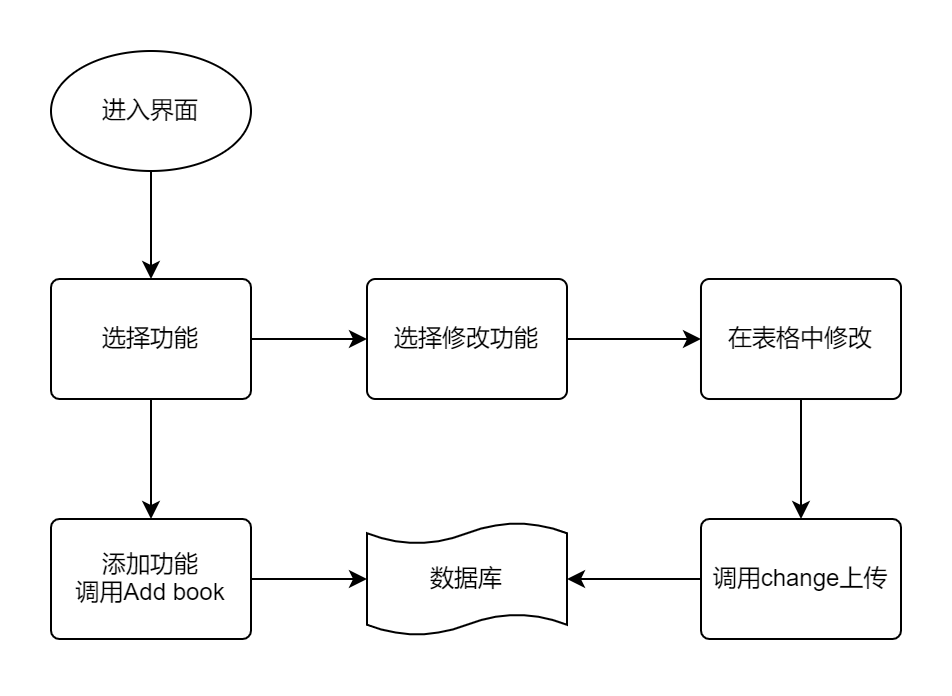 进入界面
选择功能
选择修改功能
在表格中修改
添加功能
调用Add book
数据库
调用change上传